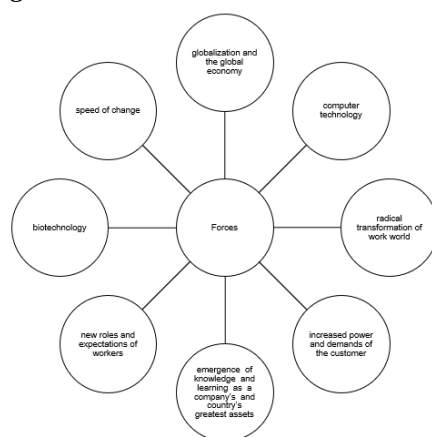 globalization and
the global
economy
speed of change
computer
technology
biotechnology
Forces
radical
transformation of
work world
new roles and
expectations of
workers
increased power
and demands of
the customer
emergence of
knowledge and
learning as a
company's and
country's
greatest assets